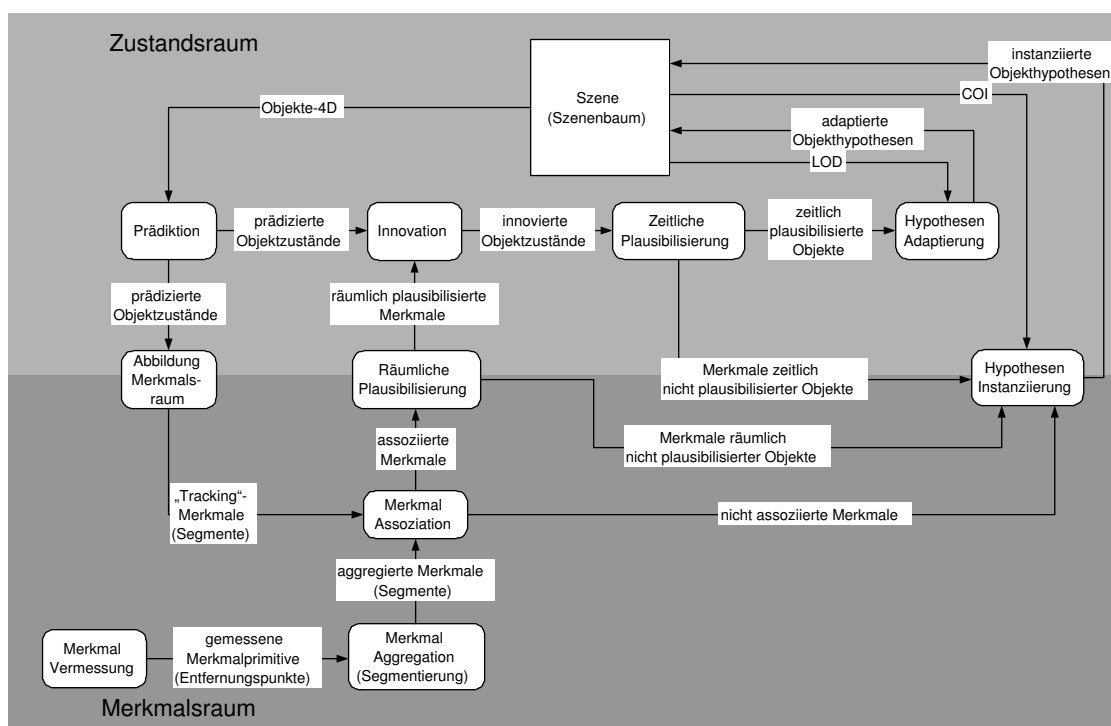 Zustandsraum
instanziierte
Objekthypothesen
Szene
(Szenenbaum)
COI
Objekte-4D
adaptierte
Objekthypothesen
LOD
Prädiktion
prädizierte
Objektzustände
Innovation
innovierte
Objektzustände
Zeitliche
Plausibilisierung
zeitlich
plausibilisierte
Objekte
Hypothesen
Adaptierung
prädizierte
Objektzustände
räumlich plausibilisierte
Merkmale
Abbildung
Merkmals-
raum
Räumliche
Plausibilisierung
Merkmale zeitlich
nicht plausibilisierter Objekte
Hypothesen
Instanziierung
assoziierte
Merkmale
Merkmale räumlich
nicht plausibilisierter Objekte
„Tracking“-
Merkmale
(Segmente)
Merkmal
Assoziation
nicht assoziierte Merkmale
aggregierte Merkmale
(Segmente)
Merkmal
Vermessung
gemessene
Merkmalprimitive
(Entfernungspunkte)
Merkmal
Aggregation
(Segmentierung)
Merkmalsraum